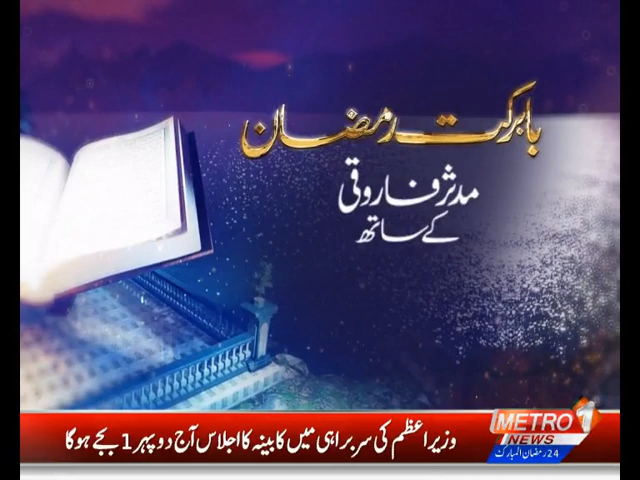 بابرکت رمضان
مدثر فاروقی
کے ساتھ
وزیراعظم کی سربراہی میں کابینہ کا اجلاس آج دوپہر 1 بجے ہوگا
METRO 1
NEWS
24 رمضان المبارک